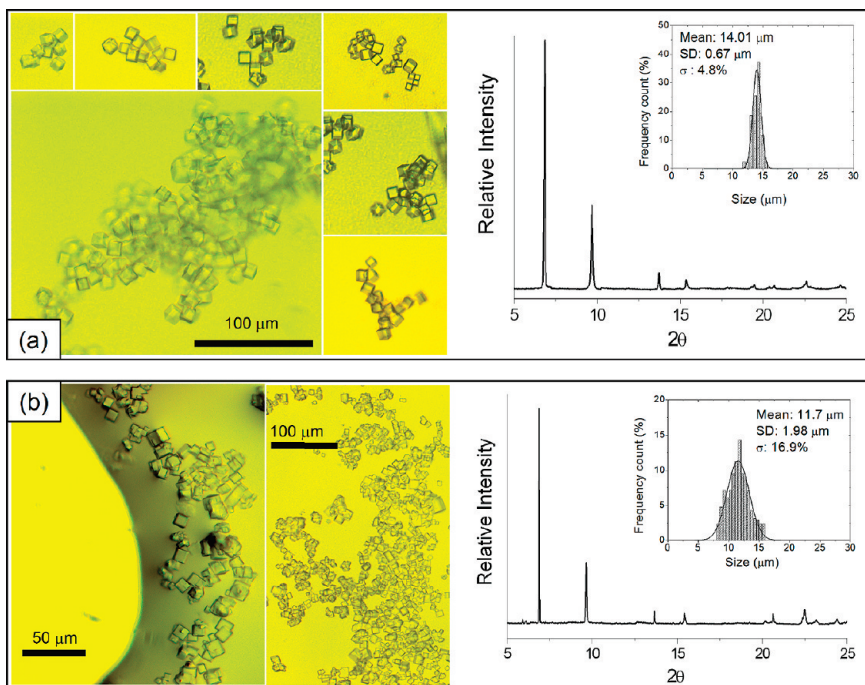 (a)
100 μm
Relative Intensity
2θ
5
10
15
20
25
Mean: 14.01 μm
SD: 0.67 μm
σ : 4.8%
Frequency count (%)
50
40
30
20
10
0
0
5
10
15
20
25
30
Size (μm)
(b)
50 μm
100 μm
Relative Intensity
2θ
5
10
15
20
25
Mean: 11.7 μm
SD: 1.98 μm
σ: 16.9%
Frequency count (%)
20
15
10
5
0
0
5
10
15
20
25
30
Size (μm)